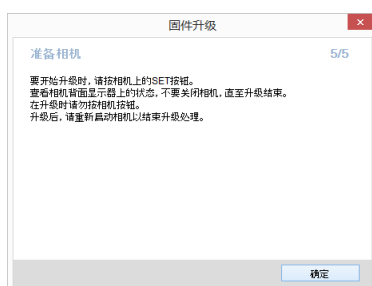 固件升级
准备相机 5/5
要开始升级时，请按相机上的SET按钮。
查看相机背面显示器上的状态，不要关闭相机，直至升级结束。
在升级时请勿按相机按钮。
升级后，请重新启动相机以结束升级处理。
确定